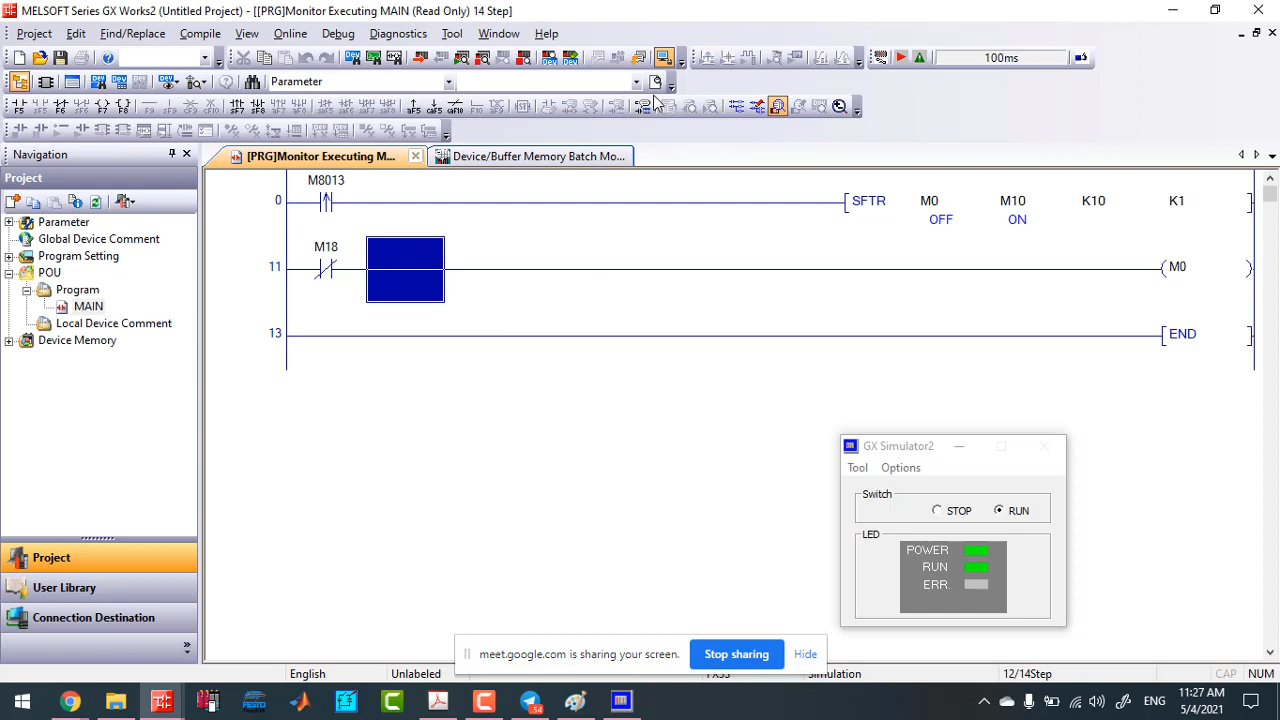 MELSOFT Series GX Works2 (Untitled Project) - [[PRG]Monitor Executing MAIN (Read Only) 14 Step]
Project Edit Find/Replace Compile View Online Debug Diagnostics Tool Window Help
100ms
Parameter
Navigation
[PRG]Monitor Executing M...
Device/Buffer Memory Batch Mo...
Project
Parameter
Global Device Comment
Program Setting
POU
Program
MAIN
Local Device Comment
Device Memory
M8013
0 SFTR M0 M10 K10 K1
OFF ON
M18
11 M0
13 END
GX Simulator2
Tool Options
Switch
STOP RUN
LED
POWER
RUN
ERR.
Project
User Library
Connection Destination
meet.google.com is sharing your screen. Stop sharing Hide
English Unlabeled Simulation 12/14Step CAP NUM
54
ENG
11:27 AM
5/4/2021